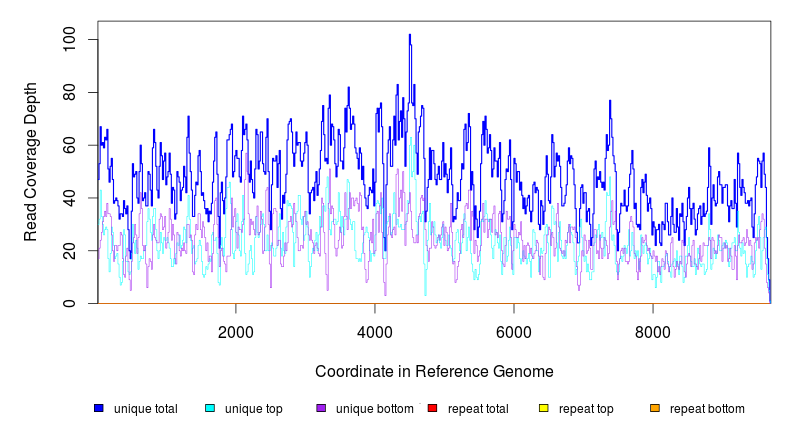 Read Coverage Depth
100
80
60
40
20
0
2000 4000 6000 8000
Coordinate in Reference Genome
unique total unique top unique bottom repeat total repeat top repeat bottom